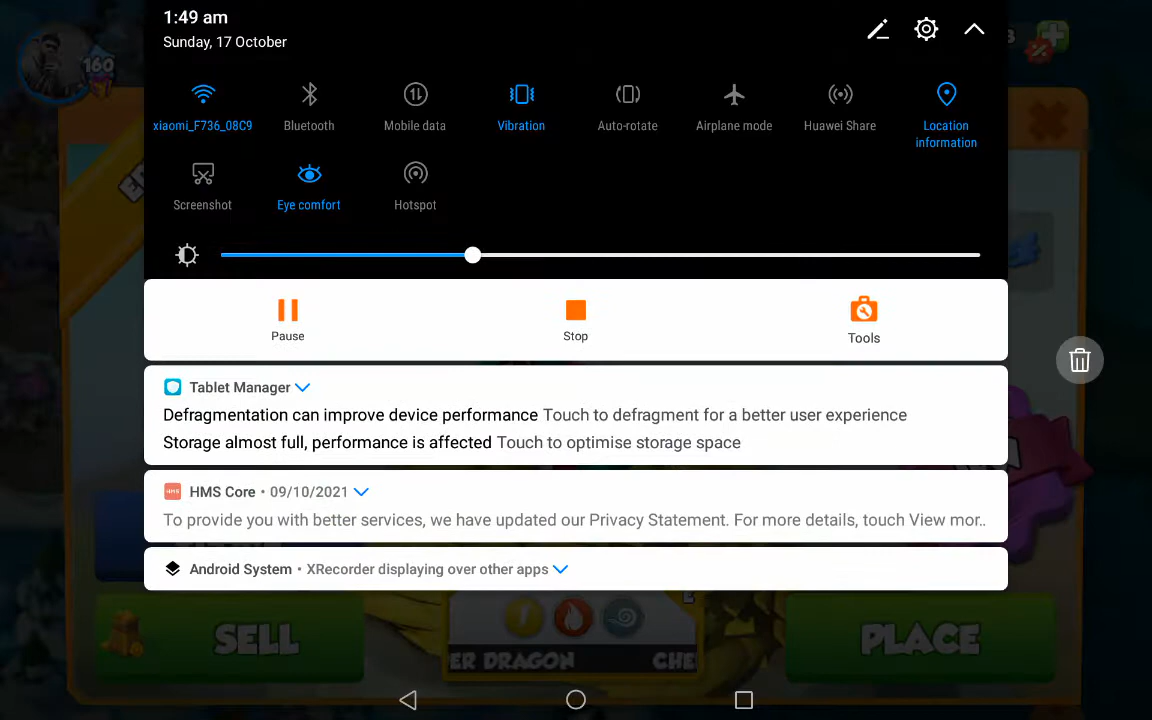 1:49 am
Sunday, 17 October
160
xiaomi_F736_08C9
Bluetooth
Mobile data
Vibration
Auto-rotate
Airplane mode
Huawei Share
Location
information
Screenshot
Eye comfort
Hotspot
Pause
Stop
Tools
Tablet Manager
Defragmentation can improve device performance Touch to defragment for a better user experience
Storage almost full, performance is affected Touch to optimise storage space
HMS Core • 09/10/2021
To provide you with better services, we have updated our Privacy Statement. For more details, touch View mor..
Android System • XRecorder displaying over other apps
SELL
ER DRAGON
CHE
PLACE